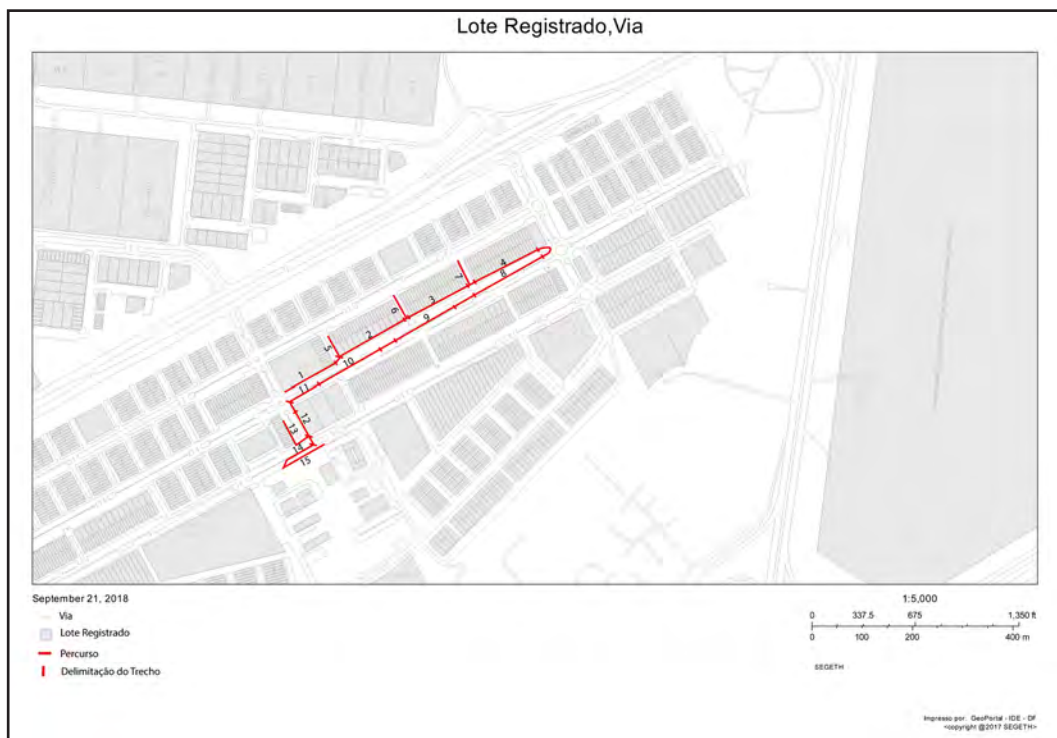 Lote Registrado,Via
4
7
8
3
6
9
2
5
10
1
11
12
13
14
15
September 21, 2018
Via
Lote Registrado
Percurso
Delimitação do Trecho
1:5,000
0 337.5 675 1,350 ft
0 100 200 400 m
SEGETH
Impresso por: GeoPortal - IDE - DF
<copyright @2017 SEGETH>